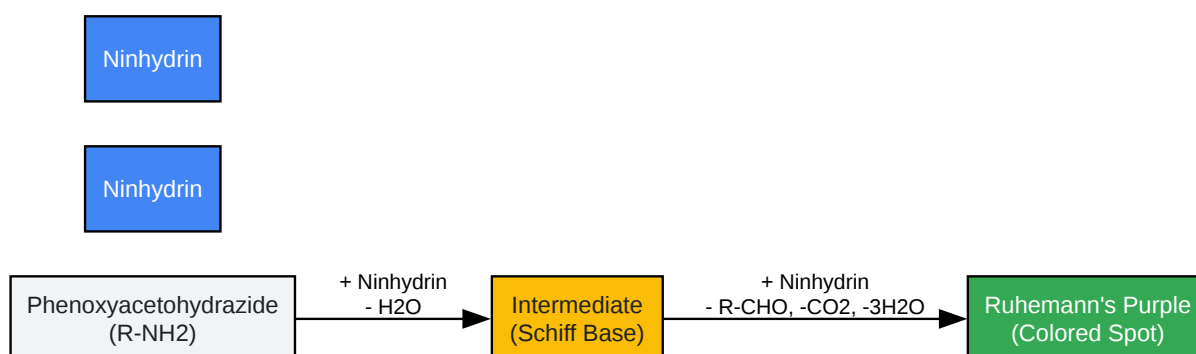 Ninhydrin
Ninhydrin
Phenoxyacetohydrazide
(R-NH2)
+ Ninhydrin
- H2O
Intermediate
(Schiff Base)
+ Ninhydrin
- R-CHO, -CO2, -3H2O
Ruhemann's Purple
(Colored Spot)